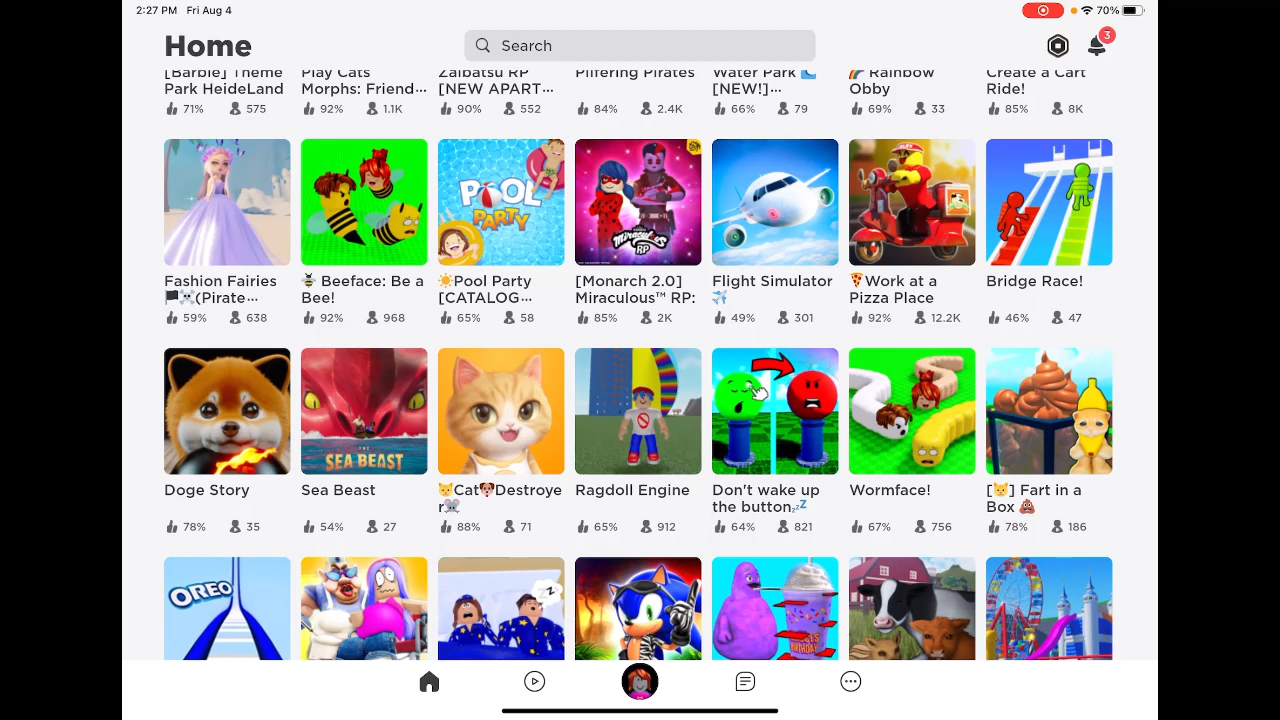 2:27 PM Fri Aug 4
70%
Home
Search
3
[Barbie] Theme
Park HeideLand
71% 575
Play Cats
Morphs: Friend...
92% 1.1K
Zaibatsu RP
[NEW APART...
90% 552
Pilfering Pirates
84% 2.4K
Water Park 🌊
[NEW!]...
66% 79
🌈 Rainbow
Obby
69% 33
Create a Cart
Ride!
85% 8K
POOL
PARTY
Miraculous
RP
Fashion Fairies
🏴‍☠️(Pirate...
59% 638
🐝 Beeface: Be a
Bee!
92% 968
☀️Pool Party
[CATALOG...
65% 58
[Monarch 2.0]
Miraculous™ RP:
85% 2K
Flight Simulator
✈️
49% 301
🍕Work at a
Pizza Place
92% 12.2K
Bridge Race!
46% 47
THE
SEA BEAST
Doge Story
78% 35
Sea Beast
54% 27
🐱Cat🐶Destroye
r🐭
88% 71
Ragdoll Engine
65% 912
Don't wake up
the button💤
64% 821
Wormface!
67% 756
[🐱] Fart in a
Box 💩
78% 186
OREO
Z
BIRTHDAY